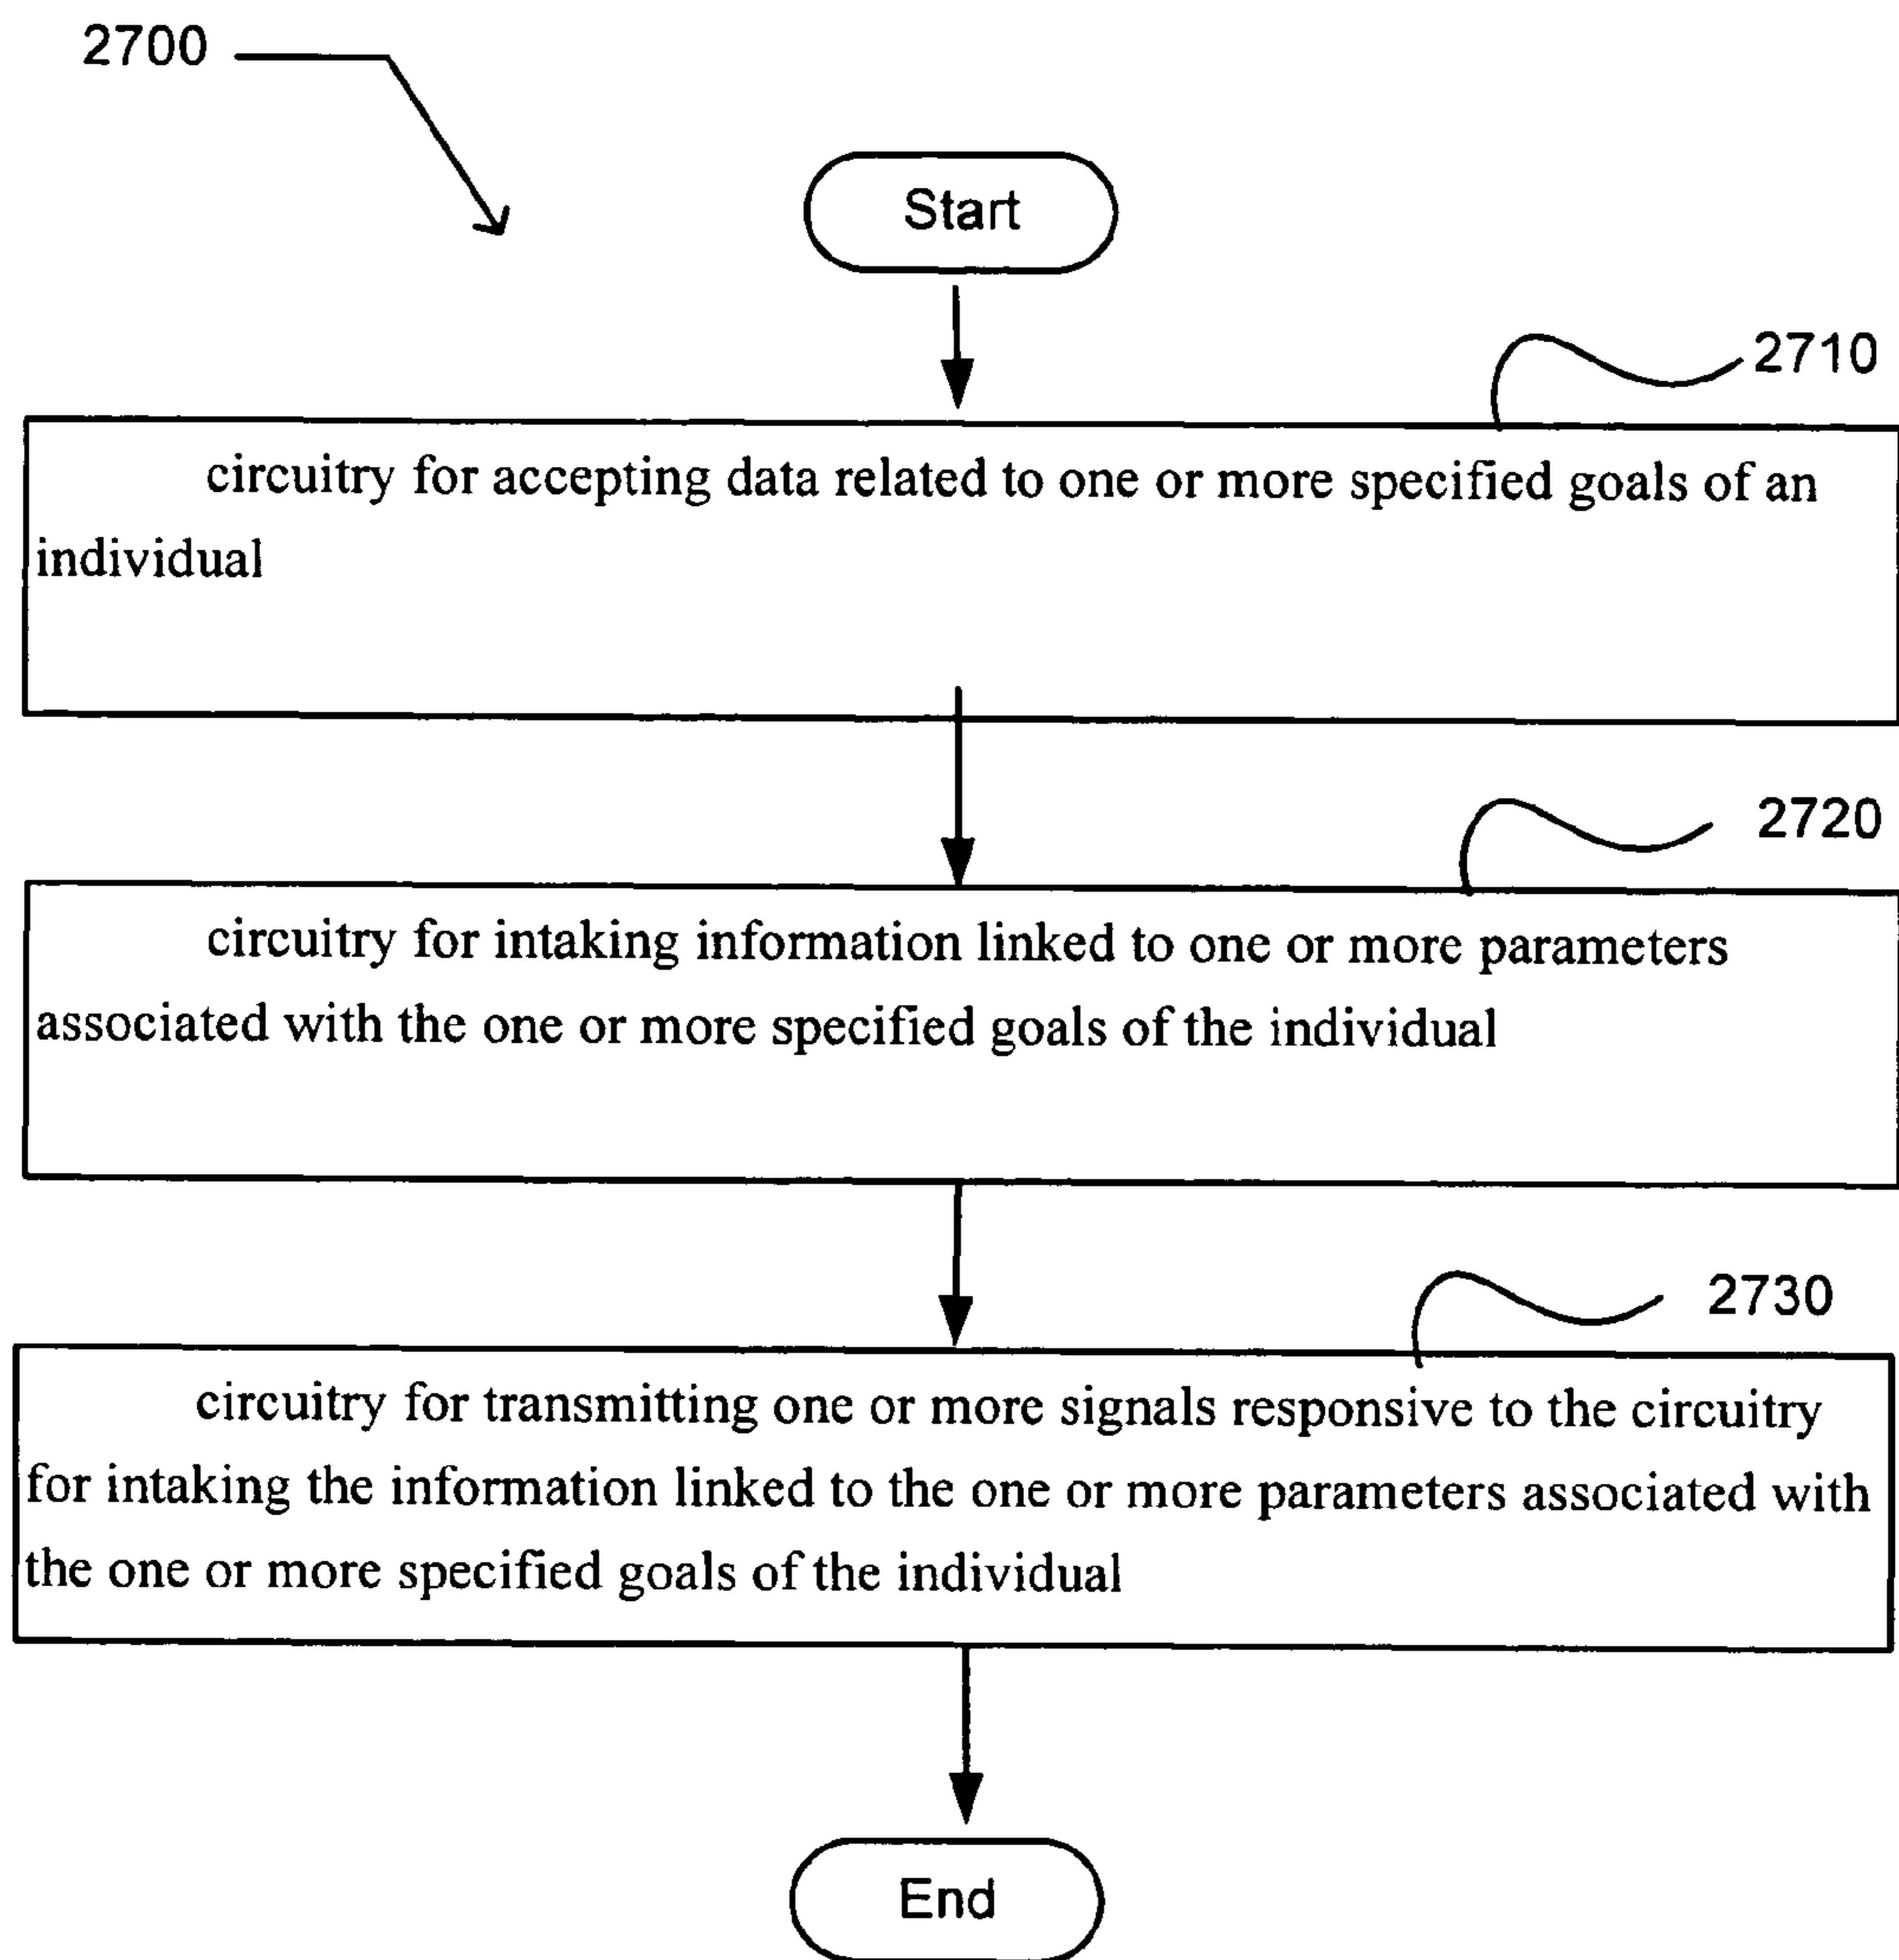 2700
Start
2710
circuitry for accepting data related to one or more specified goals of an
individual
2720
circuitry for intaking information linked to one or more parameters
associated with the one or more specified goals of the individual
2730
circuitry for transmitting one or more signals responsive to the circuitry
for intaking the information linked to the one or more parameters associated with
the one or more specified goals of the individual
End